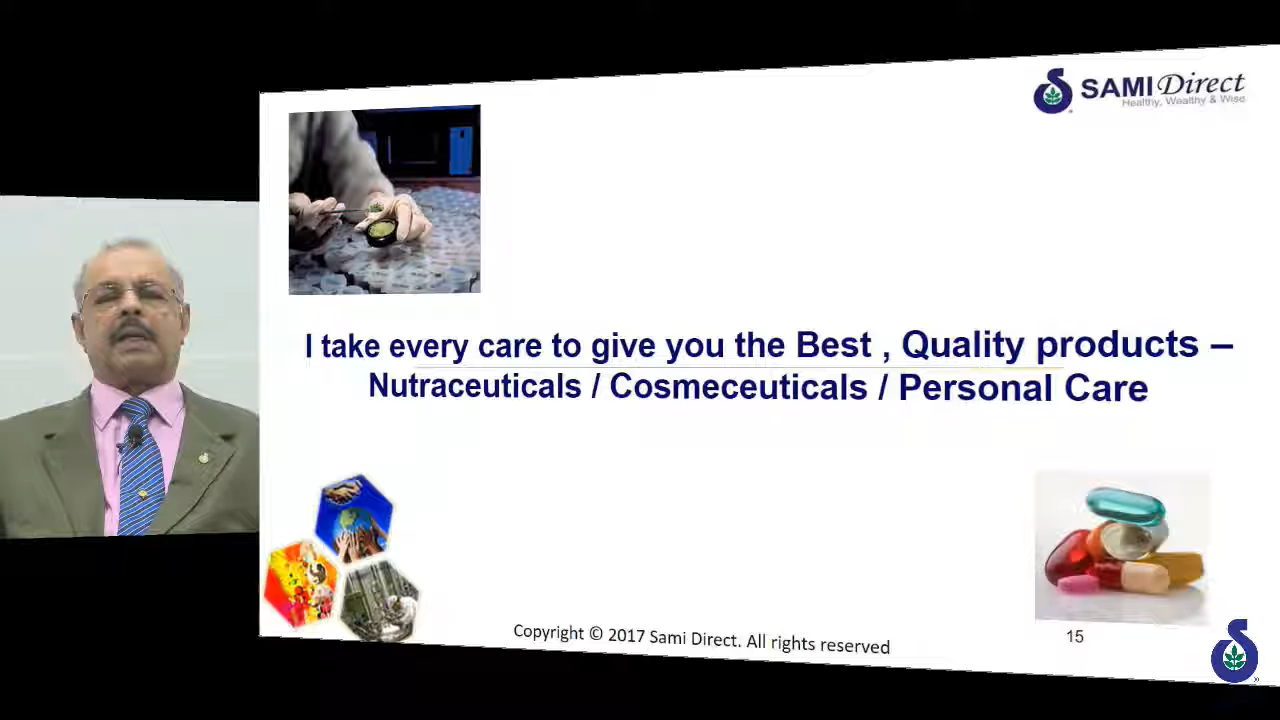 SAMI Direct
Healthy, Wealthy & Wise
I take every care to give you the Best , Quality products –
Nutraceuticals / Cosmeceuticals / Personal Care
Copyright © 2017 Sami Direct. All rights reserved
15